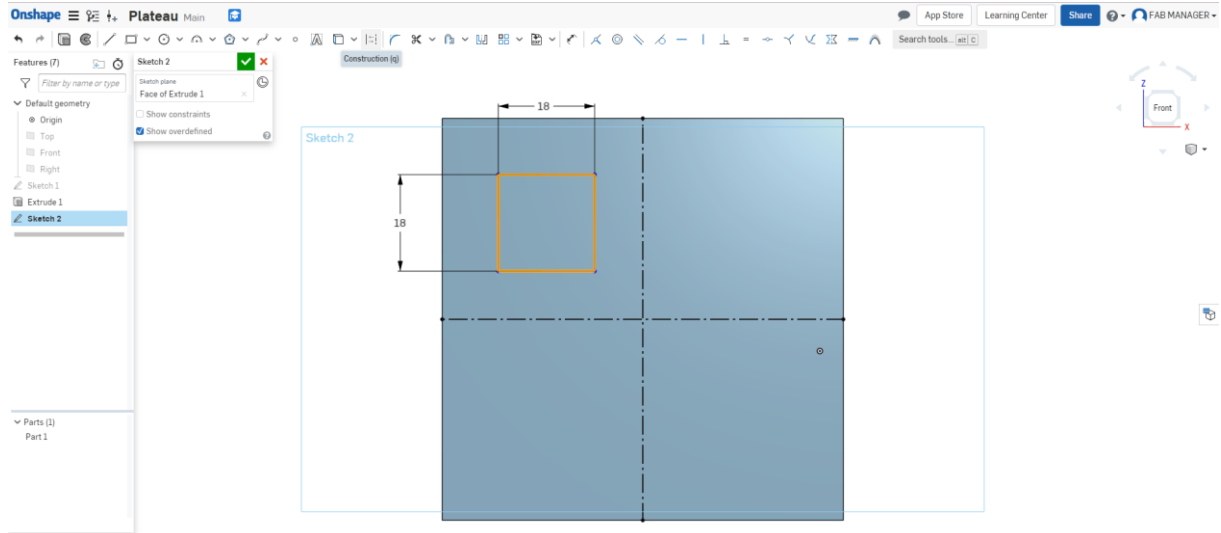 Onshape Plateau Main App Store Learning Center Share FAB MANAGER
Search tools... alt C
Construction (q)
Features (7)
Filter by name or type
Default geometry
Origin
Top
Front
Right
Sketch 1
Extrude 1
Sketch 2
Sketch 2
Sketch plane
Face of Extrude 1
Show constraints
Show overdefined
Sketch 2
18
18
Z
Front
X
Parts (1)
Part 1